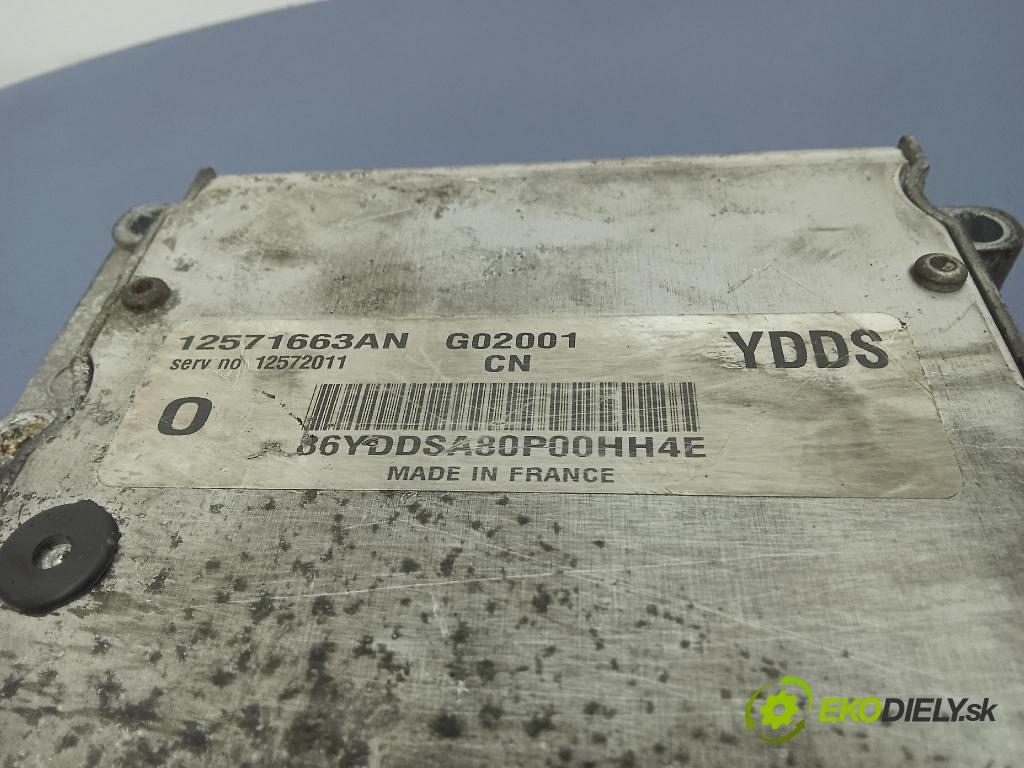 12571663AN G02001 YDDS
serv no 12572011 CN
O
86YDDSA80P00HH4E
MADE IN FRANCE
EKODIELY.sk